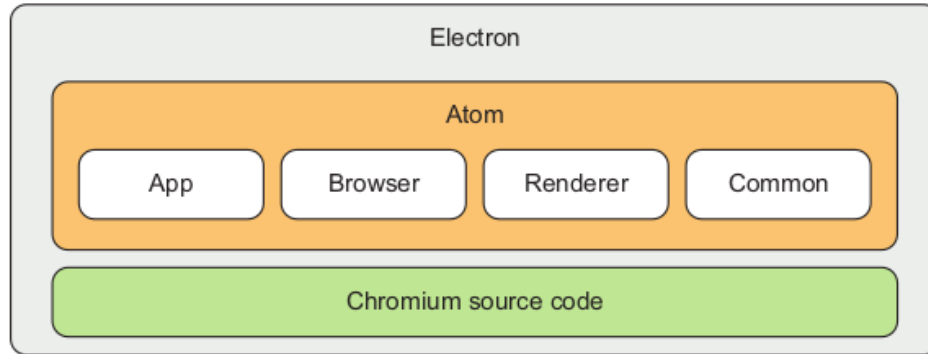 Electron
Atom
App Browser Renderer Common
Chromium source code